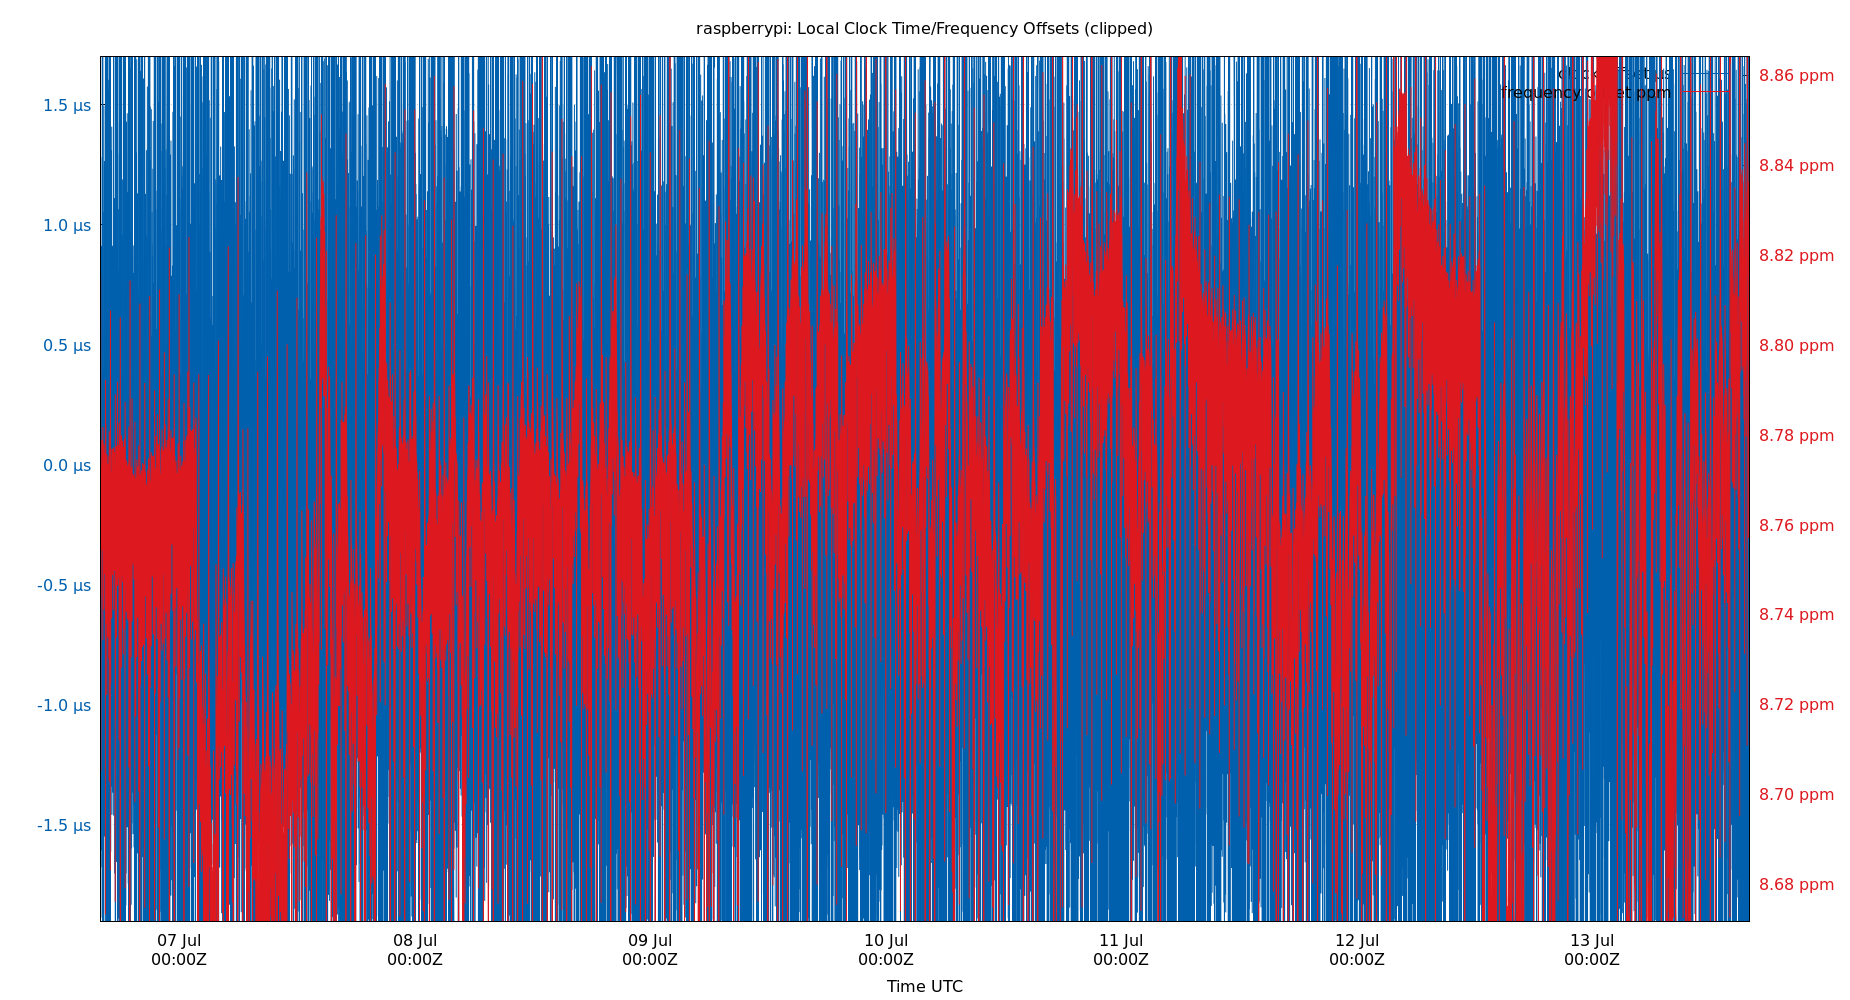 raspberrypi: Local Clock Time/Frequency Offsets (clipped)
frequency ppm
1.5 µs
1.0 µs
0.5 µs
0.0 µs
-0.5 µs
-1.0 µs
-1.5 µs
8.86 ppm
8.84 ppm
8.82 ppm
8.80 ppm
8.78 ppm
8.76 ppm
8.74 ppm
8.72 ppm
8.70 ppm
8.68 ppm
07 Jul 08 Jul 09 Jul 10 Jul 11 Jul 12 Jul 13 Jul
00:00Z 00:00Z 00:00Z 00:00Z 00:00Z 00:00Z 00:00Z
Time UTC